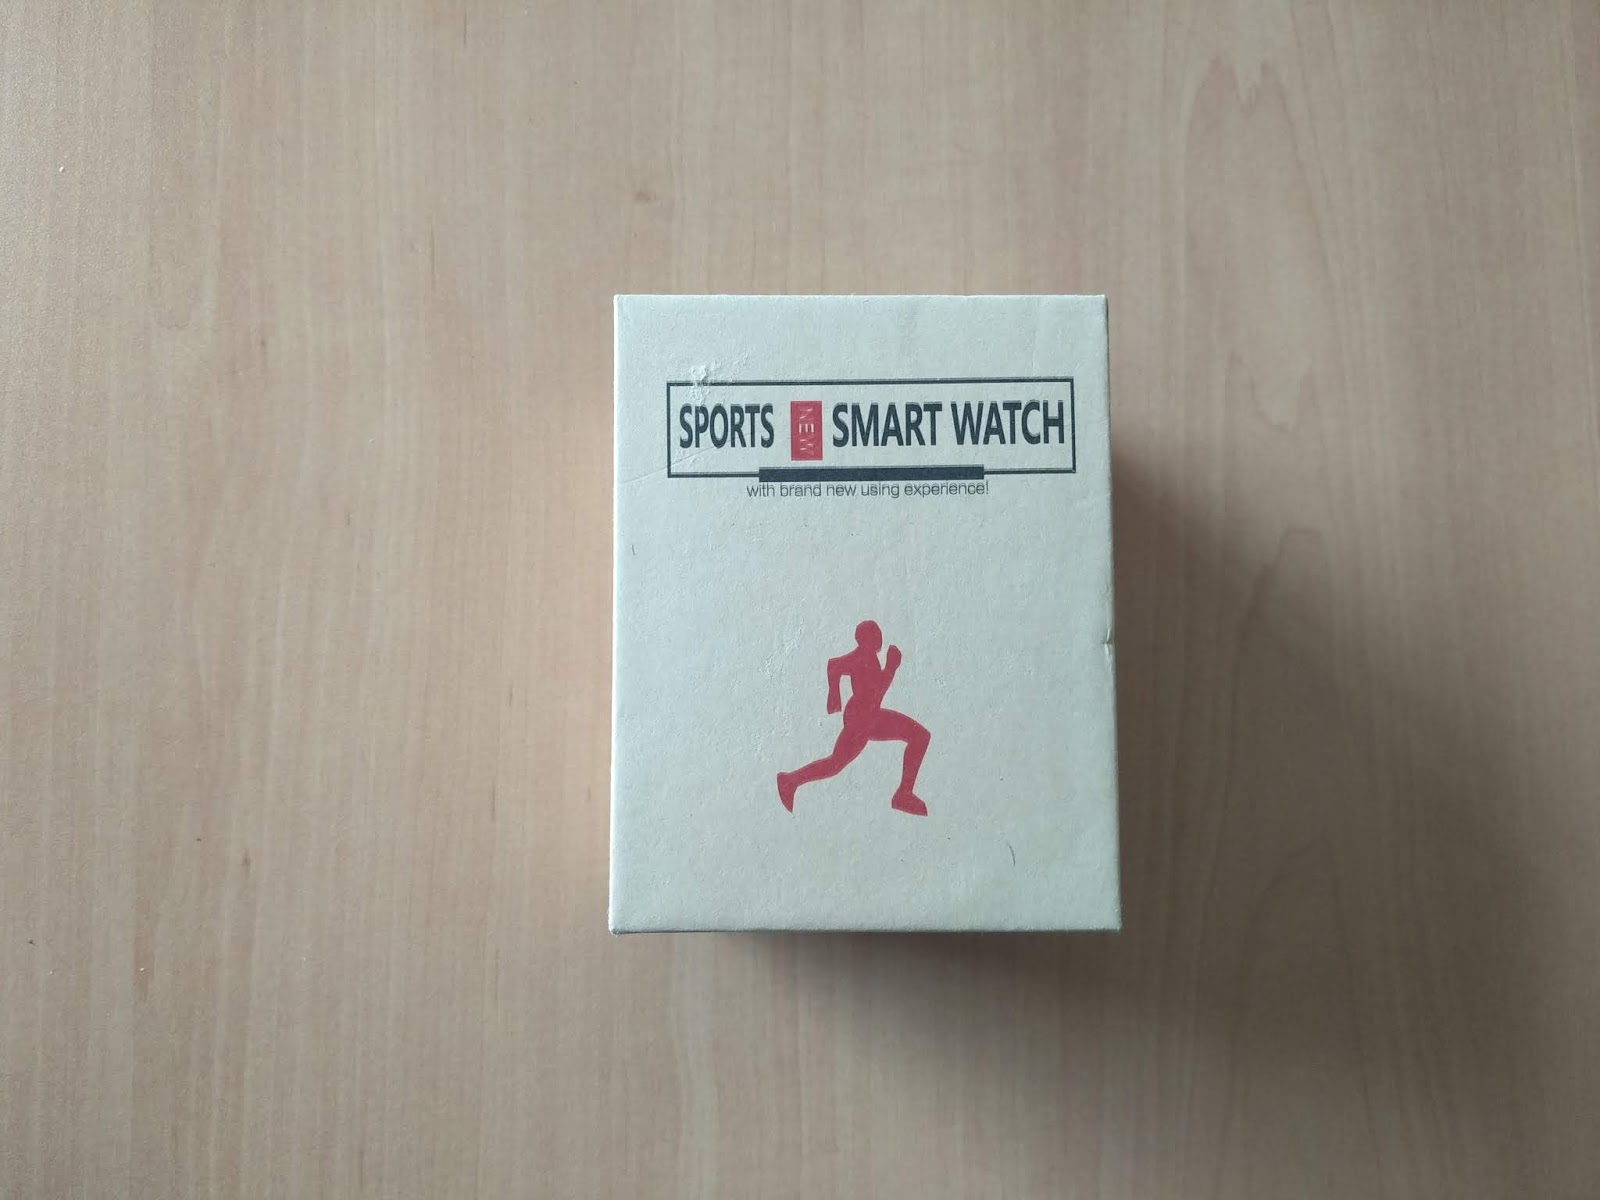 SPORTS NEW SMART WATCH
with brand new using experience!